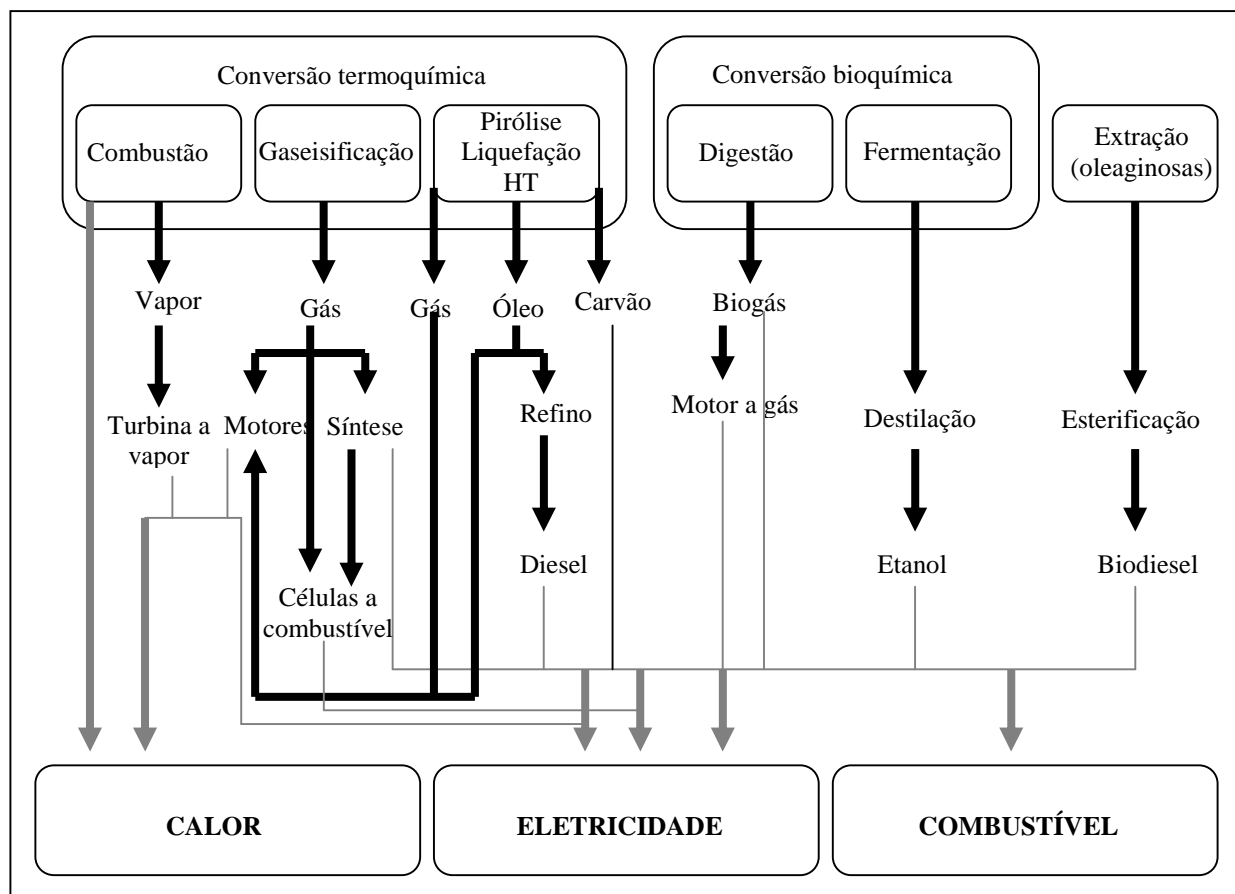 Conversão termoquímica
Conversão bioquímica
Combustão
Gaseisificação
Pirólise
Liquefação
HT
Digestão
Fermentação
Extração
(oleaginosas)
Vapor
Gás
Gás
Óleo
Carvão
Biogás
Turbina a
vapor
Motores
Síntese
Refino
Motor a gás
Destilação
Esterificação
Células a
combustível
Diesel
Etanol
Biodiesel
CALOR
ELETRICIDADE
COMBUSTÍVEL